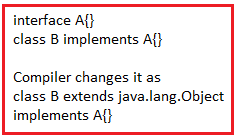 interface A{}
class B implements A{}
Compiler changes it as
class B extends java.lang.Object
implements A{}